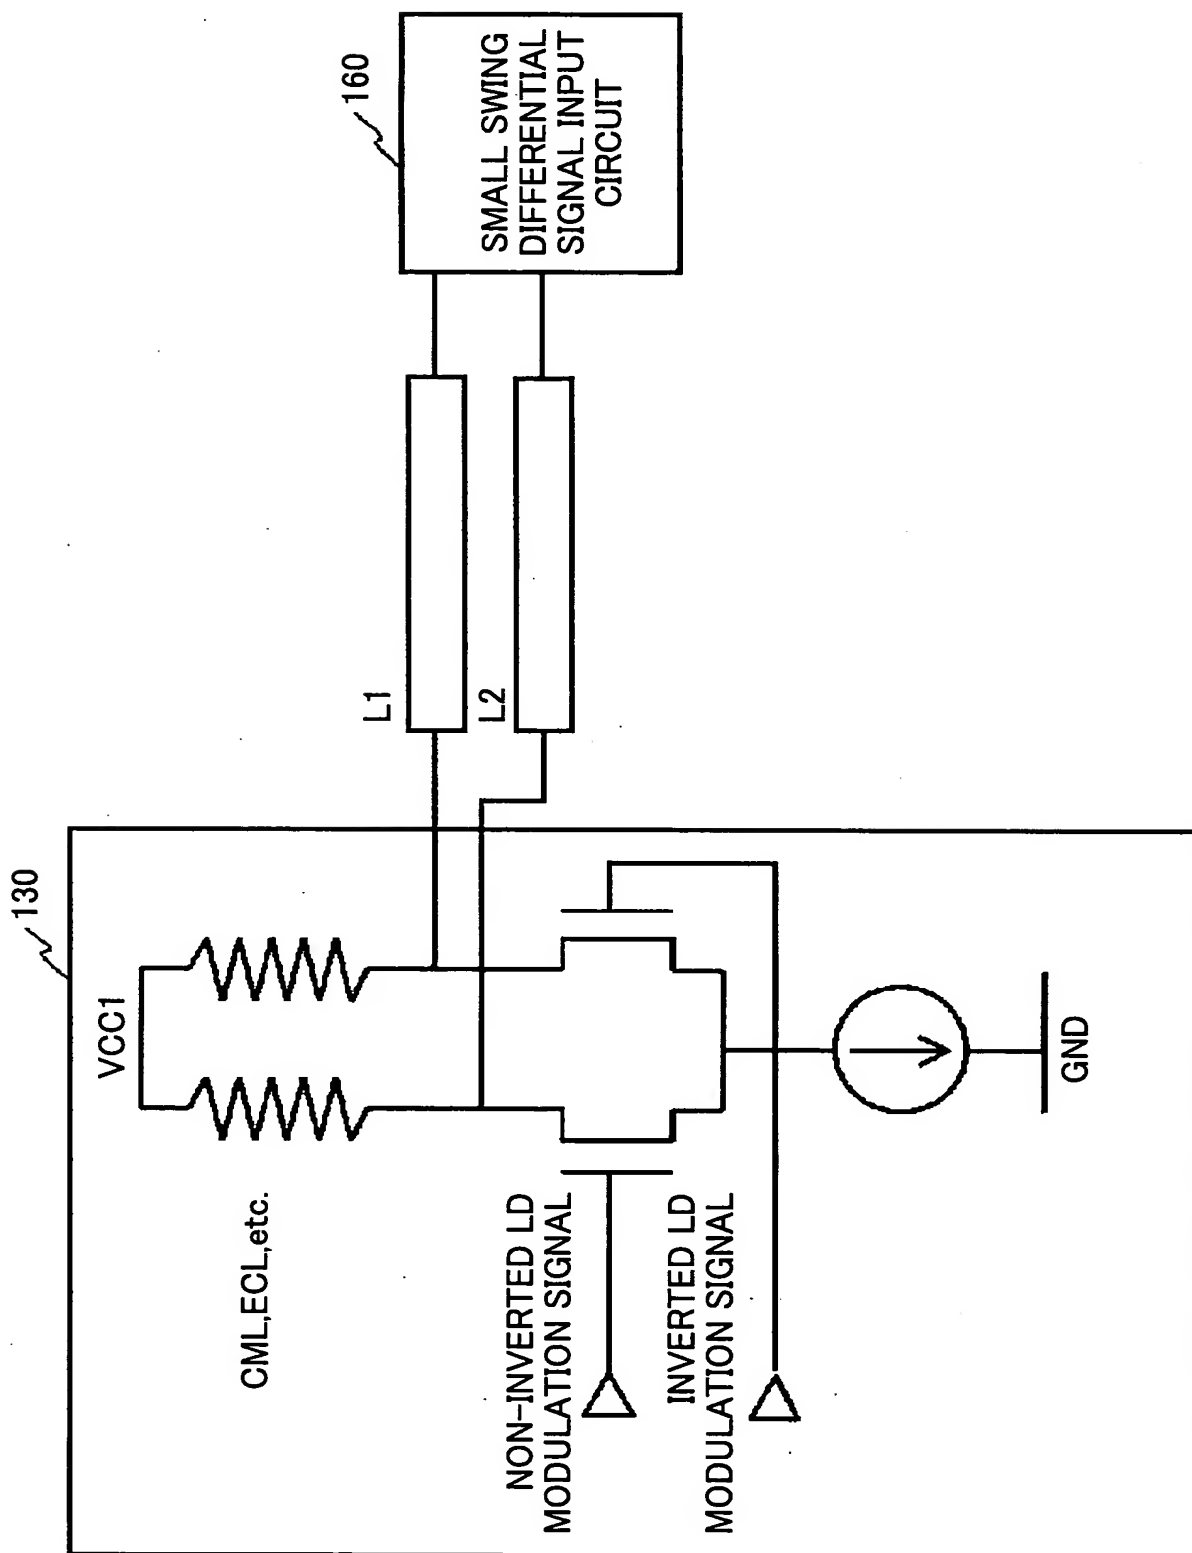 130
VCC1
CML,ECL,etc.
NON-INVERTED LD
MODULATION SIGNAL
INVERTED LD
MODULATION SIGNAL
GND
L1
L2
160
SMALL SWING
DIFFERENTIAL
SIGNAL INPUT
CIRCUIT